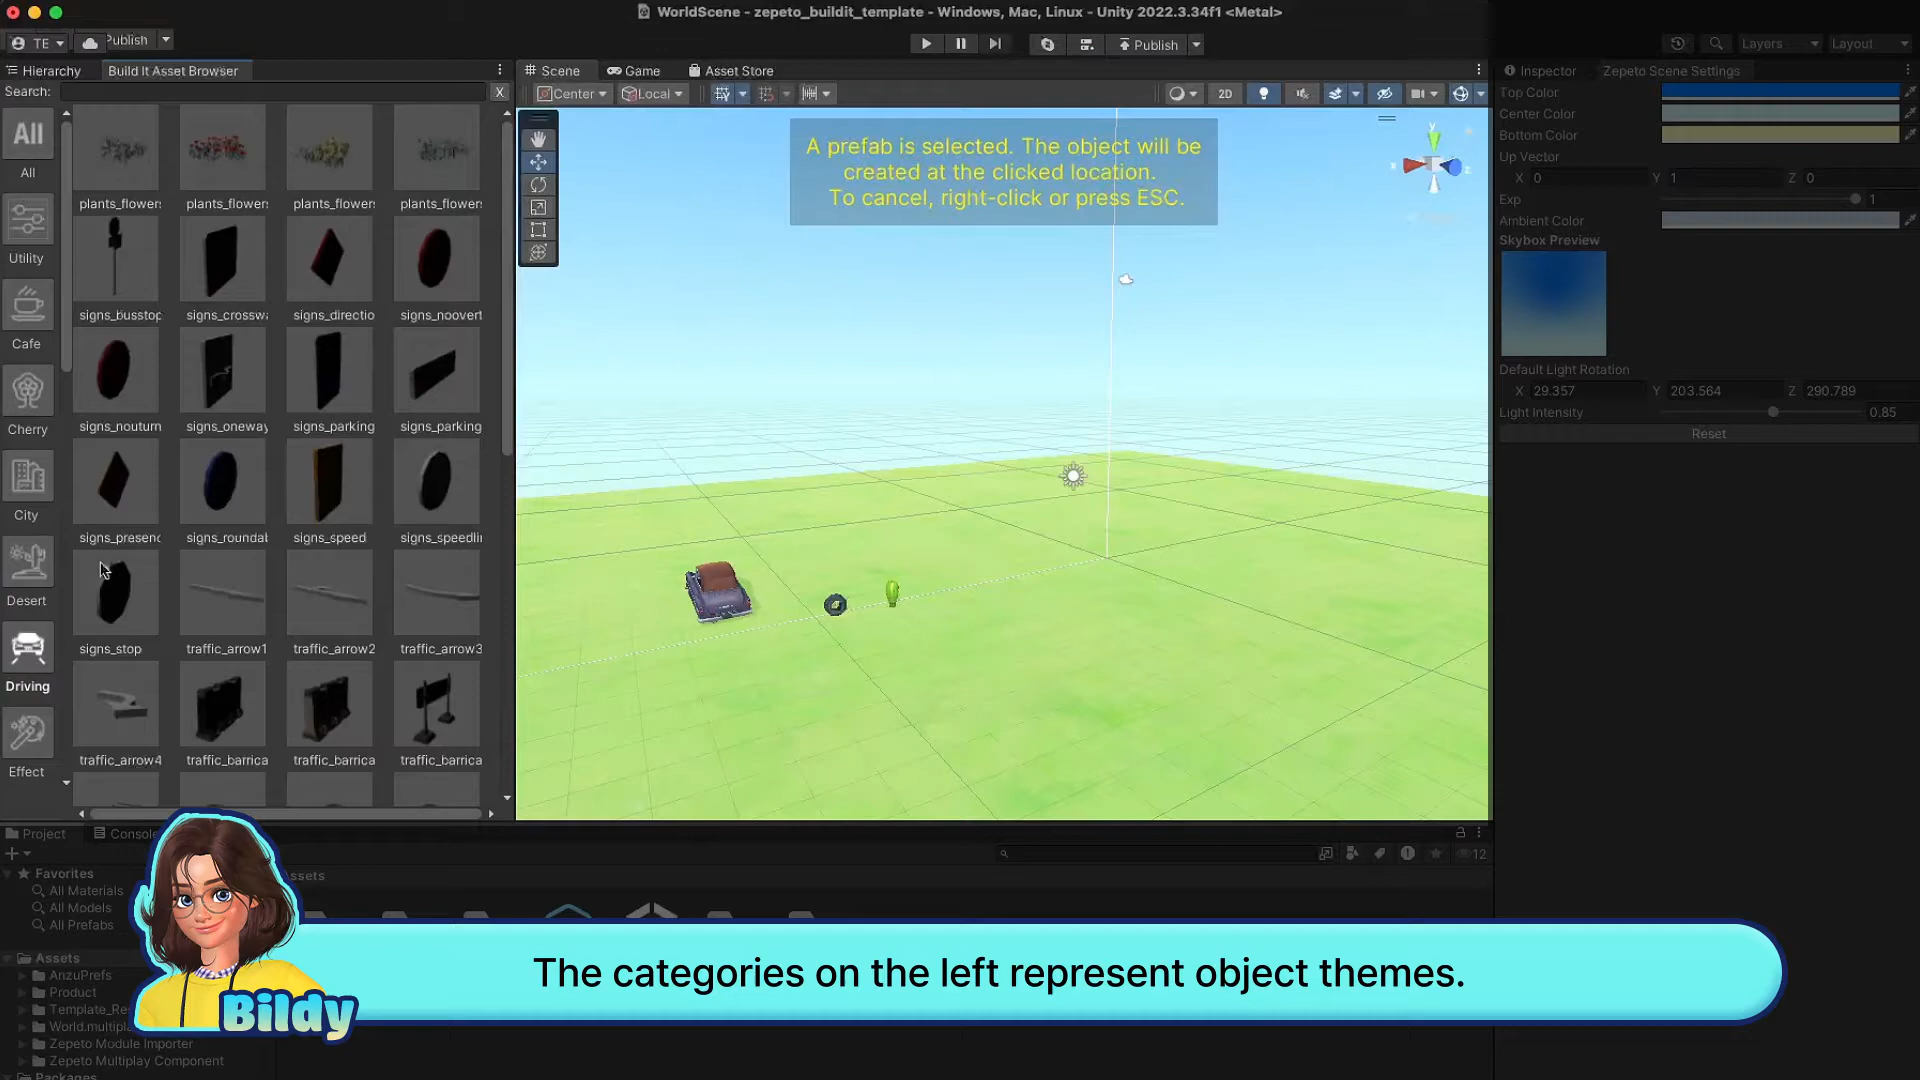 WorldScene - zepeto_buildit_template - Windows, Mac, Linux - Unity 2022.3.34f1 <Metal>
TE
Publish
Layers
Layout
Hierarchy
Build It Asset Browser
Scene
Game
Asset Store
Inspector
Zepeto Scene Settings
Search:
X
Center
Local
2D
Top Color
Center Color
Bottom Color
Up Vector
X 0 Y 1 Z 0
Exp 1
Ambient Color
Skybox Preview
Default Light Rotation
X 29.357 Y 203.564 Z 290.789
Light Intensity 0.85
Reset
All
All
Utility
Cafe
Cherry
City
Desert
Driving
Effect
plants_flowers plants_flowers plants_flowers plants_flowers
signs_busstop signs_crosswa signs_directio signs_noovert
signs_nouturn signs_oneway signs_parking signs_parking
signs_presenc signs_roundab signs_speed signs_speedlin
signs_stop traffic_arrow1 traffic_arrow2 traffic_arrow3
traffic_arrow4 traffic_barrica traffic_barrica traffic_barrica
A prefab is selected. The object will be
created at the clicked location.
To cancel, right-click or press ESC.
y
x
z
Project
Console
12
Favorites
All Materials
All Models
All Prefabs
ssets
Assets
AnzuPrefs
Product
Template_Re
World.multipla
Zepeto Module Importer
Zepeto Multiplay Component
Packages
Bildy
The categories on the left represent object themes.